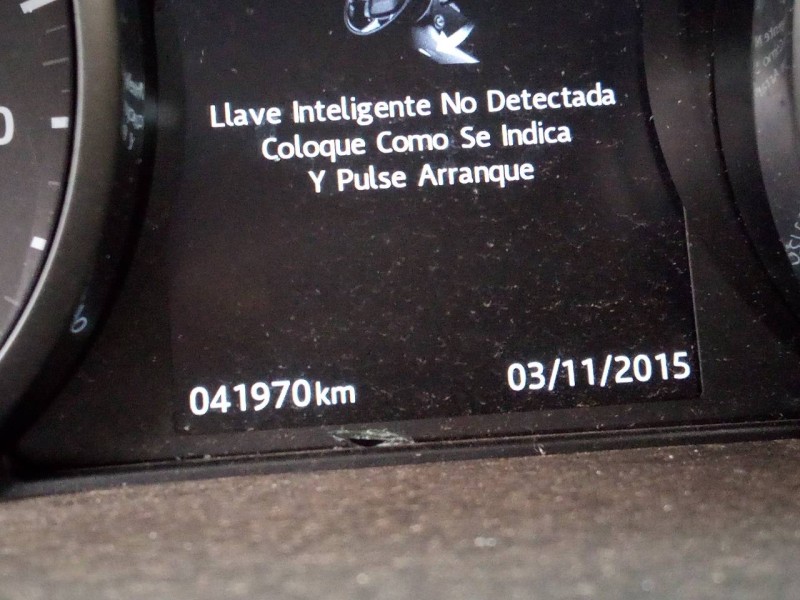 Llave Inteligente No Detectada
Coloque Como Se Indica
Y Pulse Arranque
041970km
03/11/2015